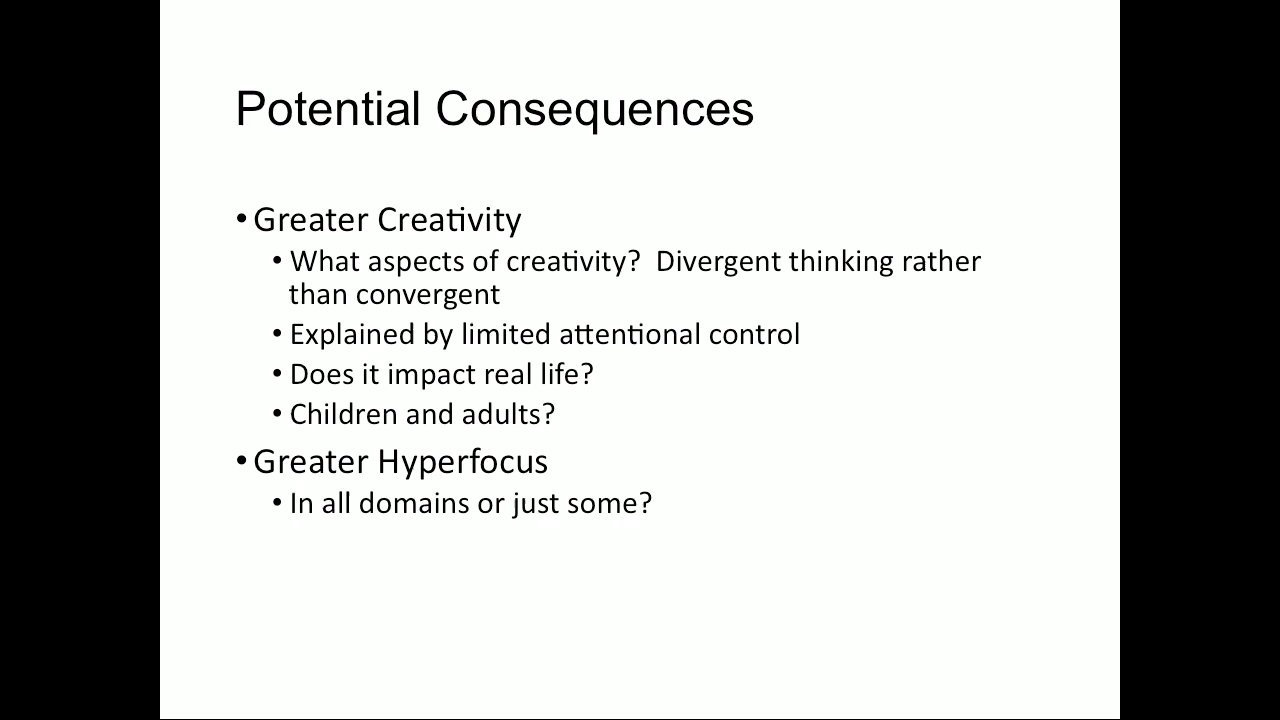 Potential Consequences
• Greater Creativity
• What aspects of creativity?  Divergent thinking rather
than convergent
• Explained by limited attentional control
• Does it impact real life?
• Children and adults?
• Greater Hyperfocus
• In all domains or just some?